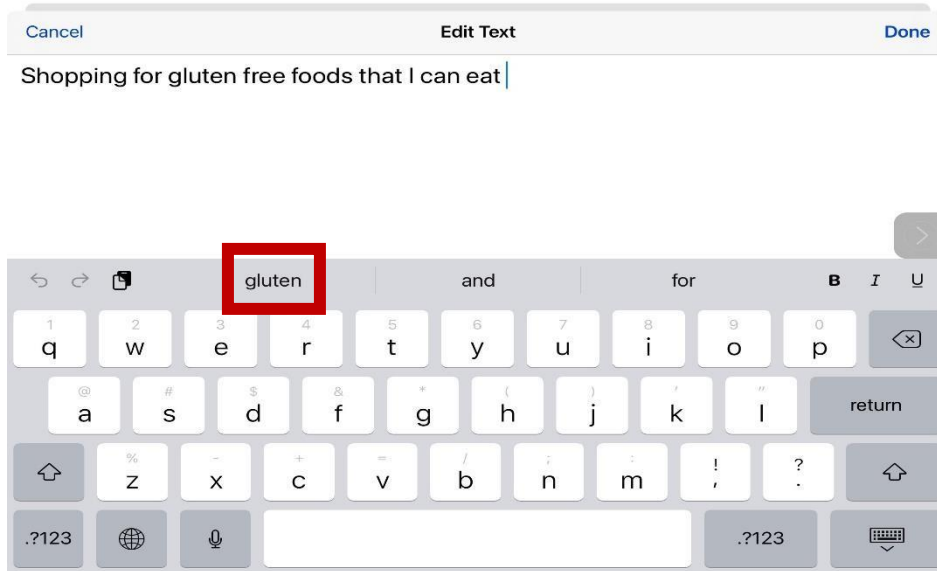 Cancel Edit Text Done
Shopping for gluten free foods that I can eat
gluten and for B I U
1 2 3 4 5 6 7 8 9 0
q w e r t y u i o p
@ # $ & * ( ) ' "
a s d f g h j k l return
% - + = / ; : ! ?
z x c v b n m , .
.?123 .?123